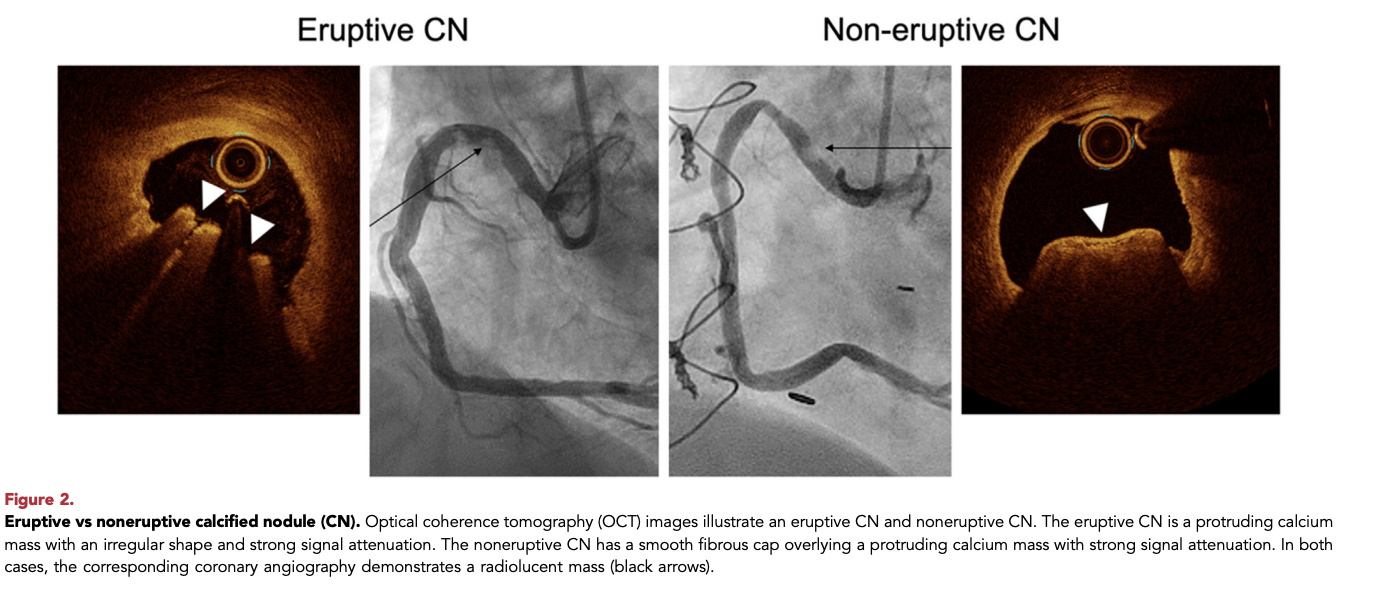 Eruptive CN
Non-eruptive CN
Figure 2.
Eruptive vs noneruptive calcified nodule (CN). Optical coherence tomography (OCT) images illustrate an eruptive CN and noneruptive CN. The eruptive CN is a protruding calcium
mass with an irregular shape and strong signal attenuation. The noneruptive CN has a smooth fibrous cap overlying a protruding calcium mass with strong signal attenuation. In both
cases, the corresponding coronary angiography demonstrates a radiolucent mass (black arrows).